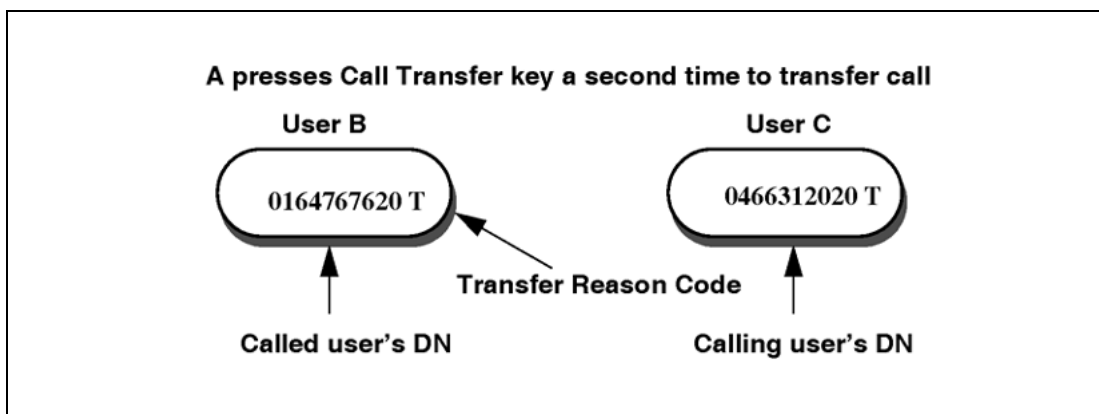 A presses Call Transfer key a second time to transfer call
User B
User C
0164767620 T
0466312020 T
Transfer Reason Code
Called user’s DN
Calling user’s DN